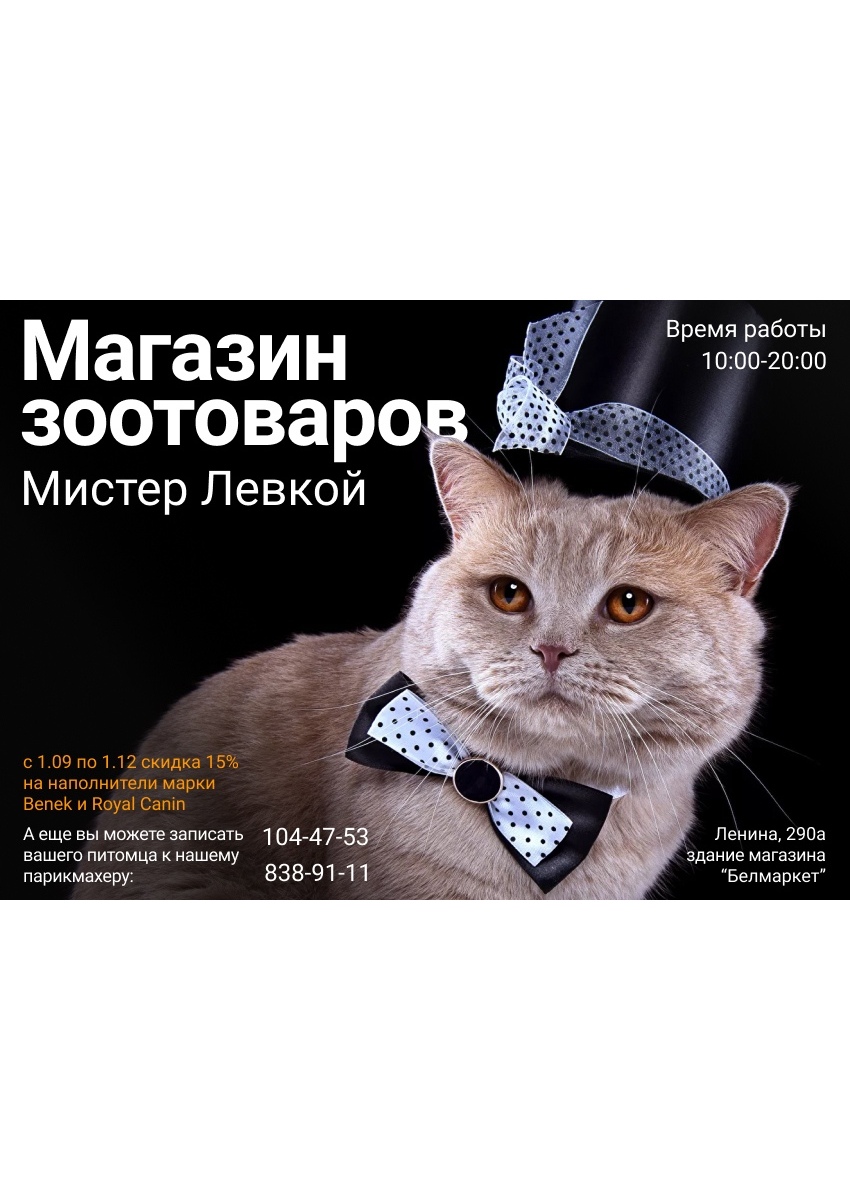 Магазин
зоотоваров
Мистер Левкой
Время работы
10:00-20:00
с 1.09 по 1.12 скидка 15%
на наполнители марки
Benek и Royal Canin
А еще вы можете записать
вашего питомца к нашему
парикмахеру:
104-47-53
838-91-11
Ленина, 290а
здание магазина
“Белмаркет”